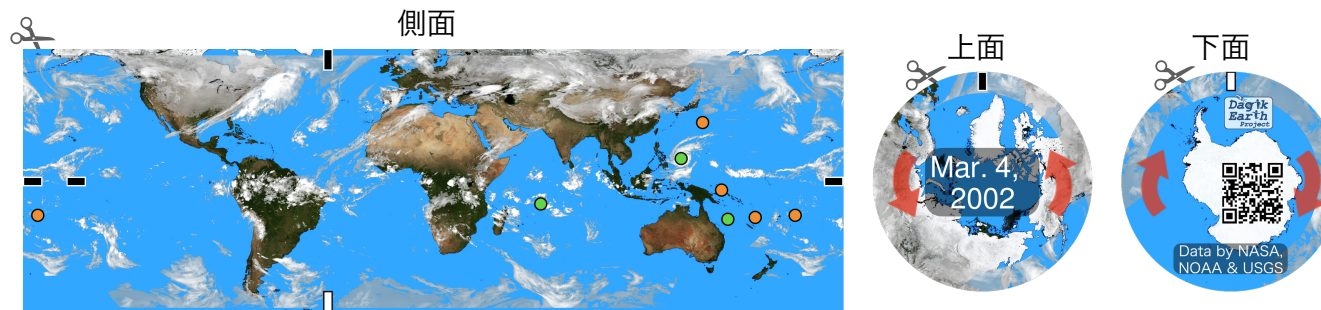 側面
上面
下面
Mar. 4,
2002
Dagik
Earth
Project
Data by NASA,
NOAA & USGS